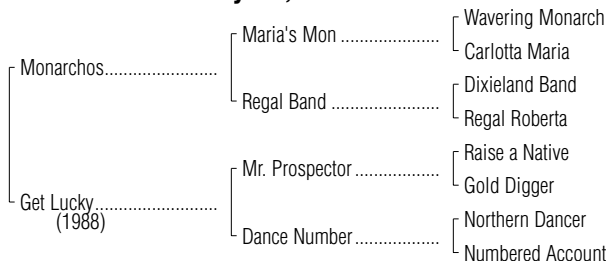 Wavering Monarch
Maria's Mon ....................
Carlotta Maria
Monarchos.......................
Dixieland Band
Regal Band ......................
Regal Roberta
Raise a Native
Mr. Prospector .................
Gold Digger
Get Lucky.........................
(1988)
Northern Dancer
Dance Number .................
Numbered Account